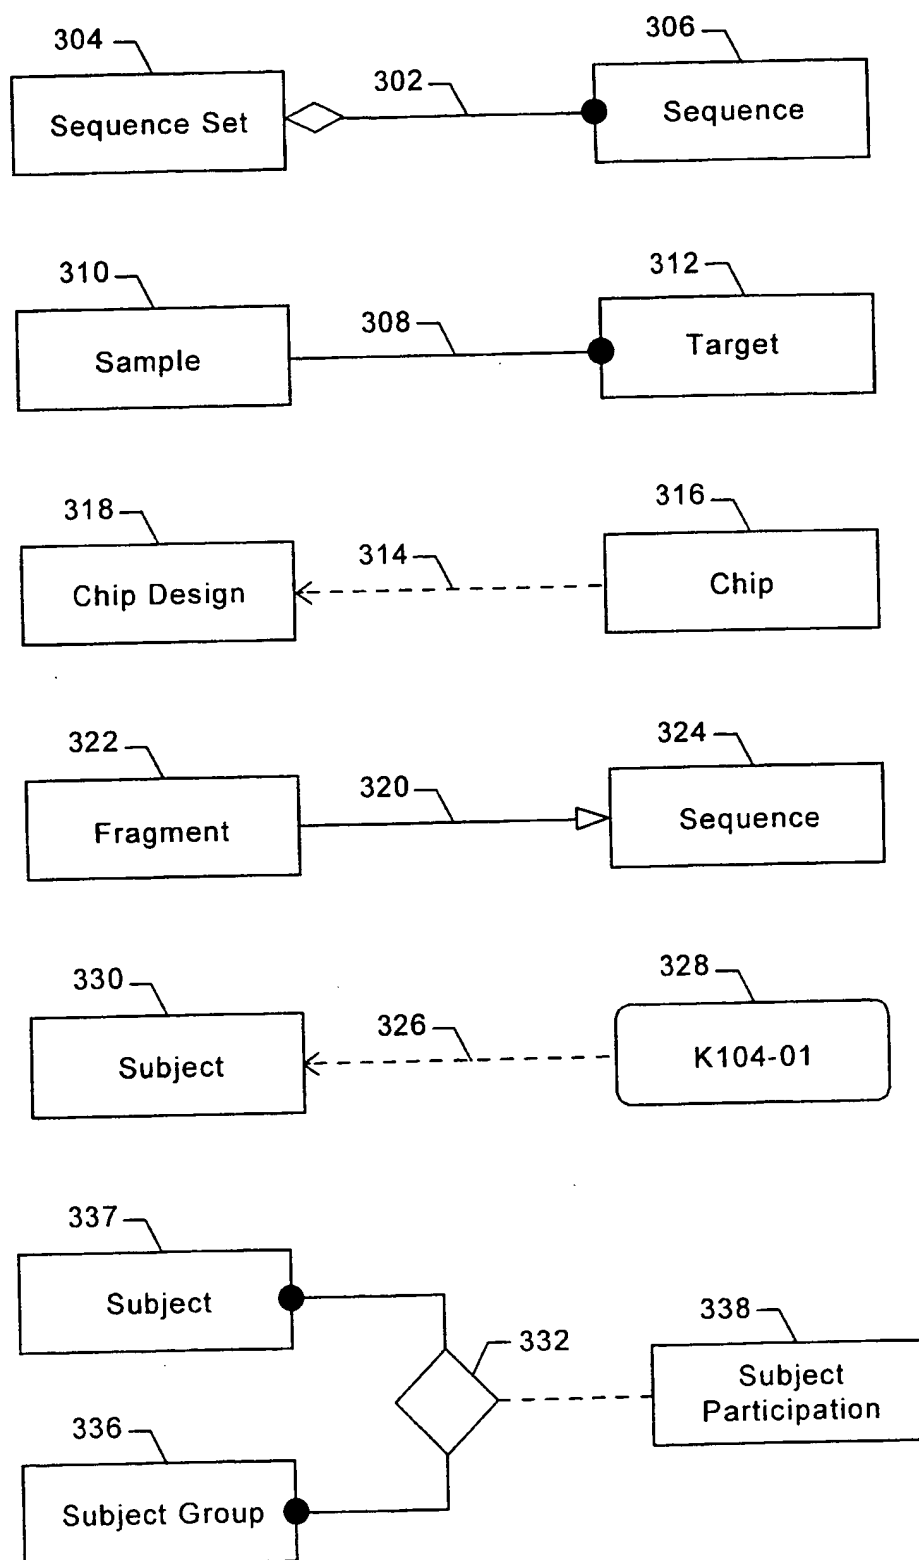 304
306
302
Sequence Set
Sequence
310
312
308
Sample
Target
318
316
314
Chip Design
Chip
322
324
320
Fragment
Sequence
330
328
326
Subject
K104-01
337
Subject
332
338
Subject
Participation
336
Subject Group